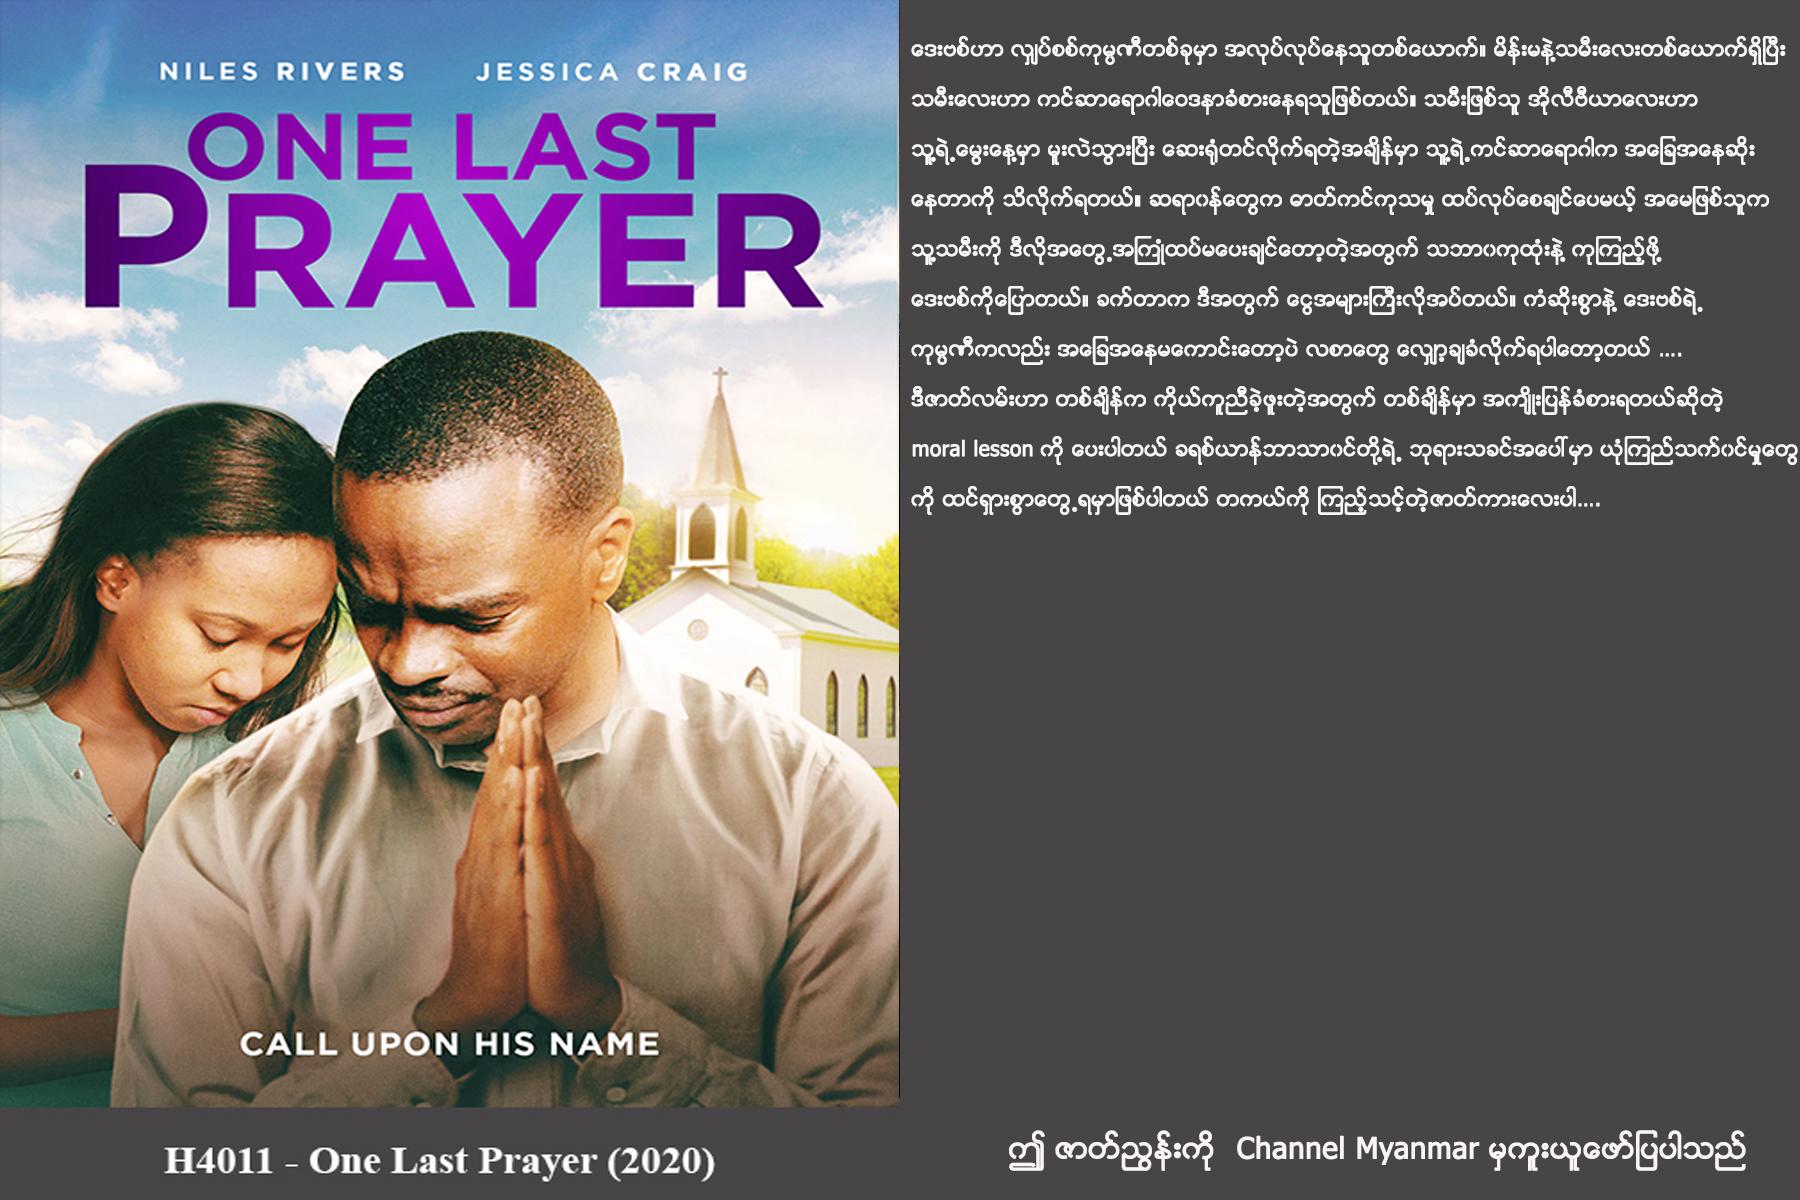 NILES RIVERS JESSICA CRAIG
ONE LAST
PRAYER
CALL UPON HIS NAME
H4011 - One Last Prayer (2020)
ဒေးဗစ်ဟာ လျှပ်စစ်ကုမ္ပဏီတစ်ခုမှာ အလုပ်လုပ်နေသူတစ်ယောက်။ မိန်းမနဲ့သမီးလေးတစ်ယောက်ရှိပြီး
သမီးလေးဟာ ကင်ဆာရောဂါဝေဒနာခံစားနေရသူဖြစ်တယ်။ သမီးဖြစ်သူ အိုလီဗီယာလေးဟာ
သူ့ရဲ့မွေးနေ့မှာ မူးလဲသွားပြီး ဆေးရုံတင်လိုက်ရတဲ့အချိန်မှာ သူ့ရဲ့ကင်ဆာရောဂါက အခြေအနေဆိုး
နေတာကို သိလိုက်ရတယ်။ ဆရာဝန်တွေက ဓာတ်ကင်ကုသမှု ထပ်လုပ်စေချင်ပေမယ့် အမေဖြစ်သူက
သူ့သမီးကို ဒီလိုအတွေ့အကြုံထပ်မပေးချင်တော့တဲ့အတွက် သဘာဝကုထုံးနဲ့ ကုကြည့်ဖို့
ဒေးဗစ်ကိုပြောတယ်။ ခက်တာက ဒီအတွက် ငွေအများကြီးလိုအပ်တယ်။ ကံဆိုးစွာနဲ့ ဒေးဗစ်ရဲ့
ကုမ္ပဏီကလည်း အခြေအနေမကောင်းတော့ပဲ လစာတွေ လျှော့ချခံလိုက်ရပါတော့တယ် ....
ဒီဇာတ်လမ်းဟာ တစ်ချိန်က ကိုယ်ကူညီခဲ့ဖူးတဲ့အတွက် တစ်ချိန်မှာ အကျိုးပြန်ခံစားရတယ်ဆိုတဲ့
moral lesson ကို ပေးပါတယ် ခရစ်ယာန်ဘာသာဝင်တို့ရဲ့ ဘုရားသခင်အပေါ်မှာ ယုံကြည်သက်ဝင်မှုတွေ
ကို ထင်ရှားစွာတွေ့ရမှာဖြစ်ပါတယ် တကယ်ကို ကြည့်သင့်တဲ့ဇာတ်ကားလေးပါ....
ဤ ဇာတ်ညွှန်းကို Channel Myanmar မှကူးယူဖော်ပြပါသည်